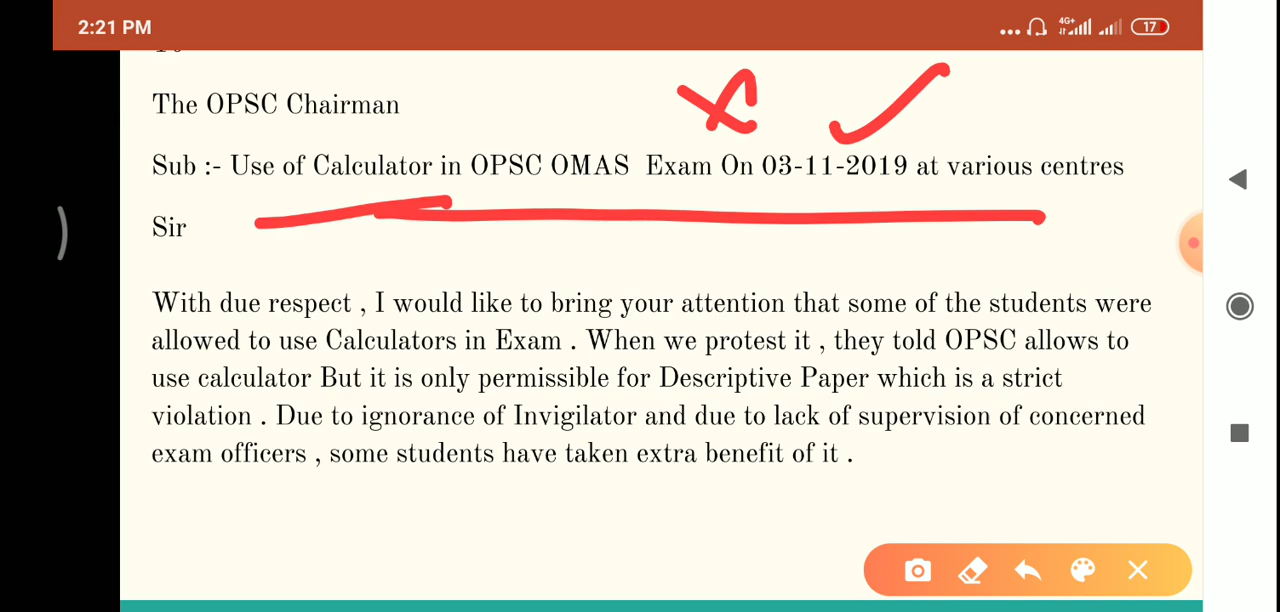 2:21 PM
4G+
17
The OPSC Chairman
Sub :- Use of Calculator in OPSC OMAS Exam On 03-11-2019 at various centres
Sir
With due respect , I would like to bring your attention that some of the students were
allowed to use Calculators in Exam . When we protest it , they told OPSC allows to
use calculator But it is only permissible for Descriptive Paper which is a strict
violation . Due to ignorance of Invigilator and due to lack of supervision of concerned
exam officers , some students have taken extra benefit of it .